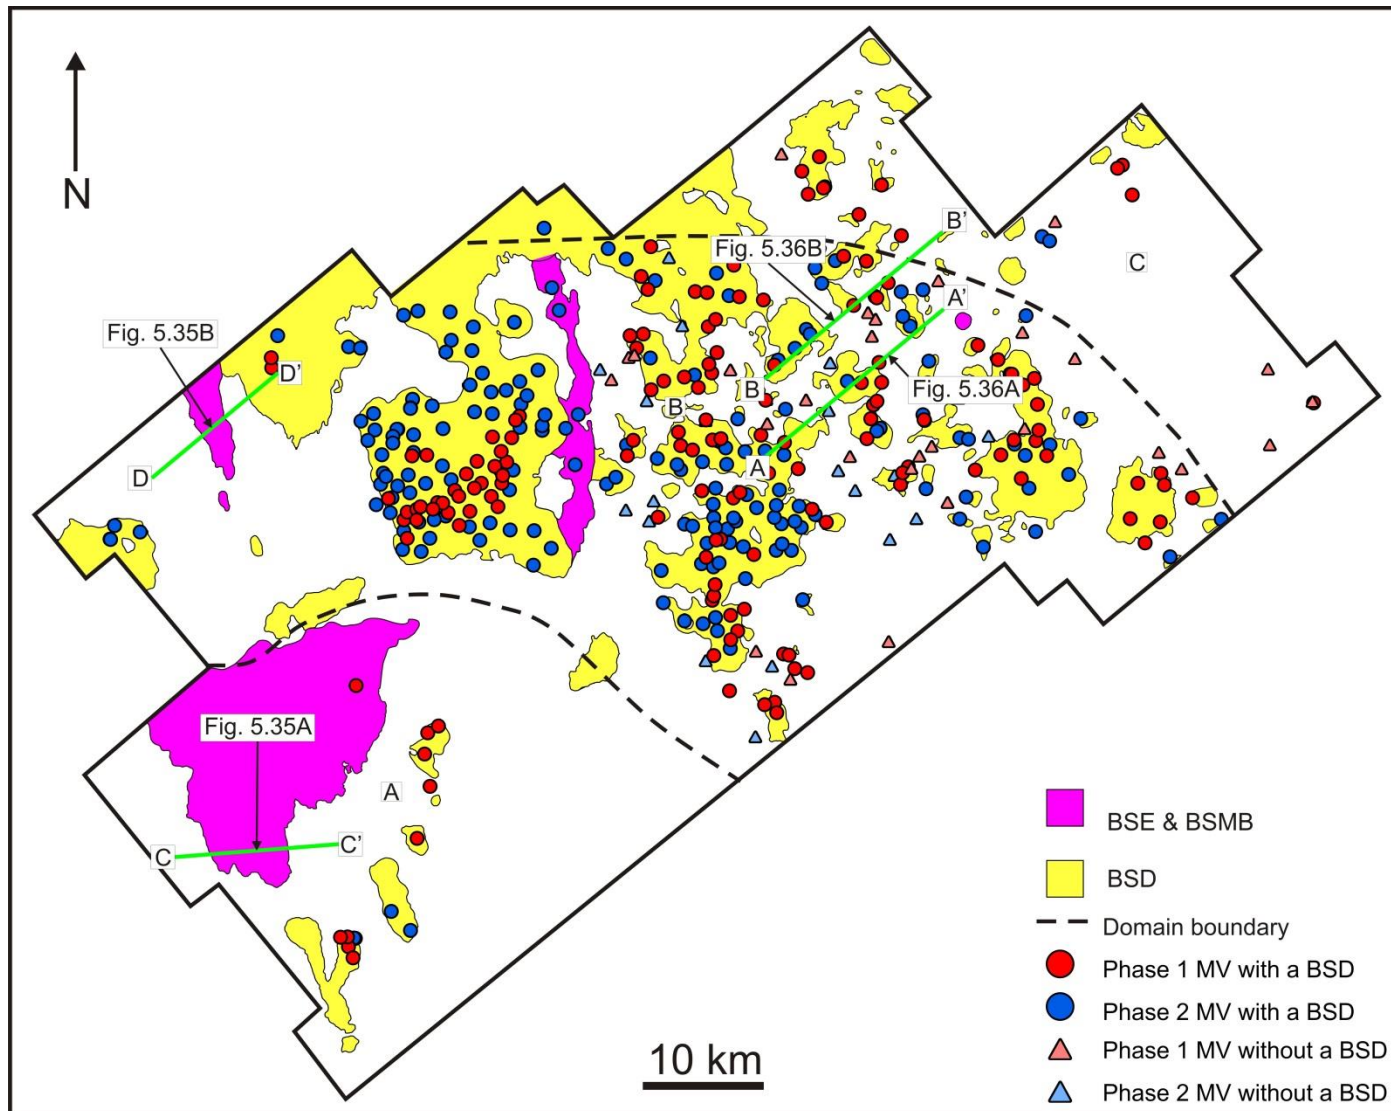 N
B'
Fig. 5.36B
C
A'
Fig. 5.35B
D'
B
Fig. 5.36A
B
A
D
Fig. 5.35A
A
C
C'
BSE & BSMB
BSD
Domain boundary
Phase 1 MV with a BSD
Phase 2 MV with a BSD
10 km
Phase 1 MV without a BSD
Phase 2 MV without a BSD